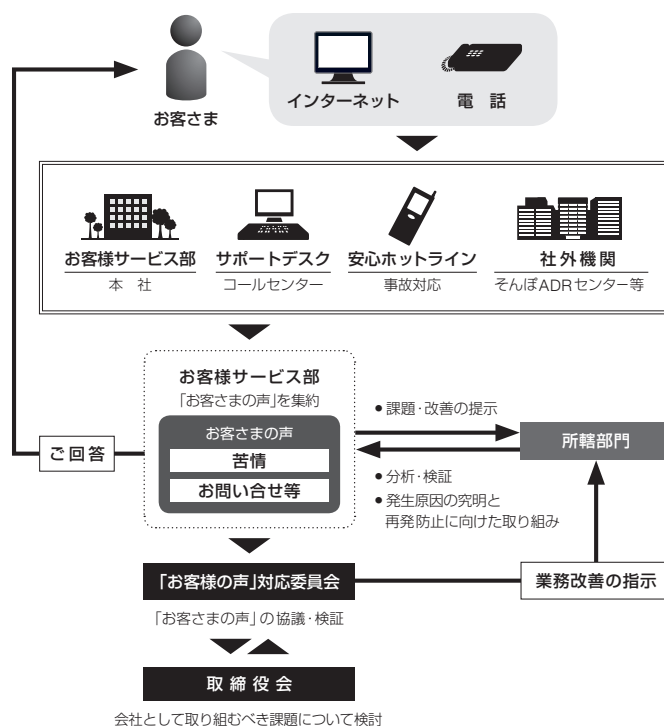 お客さま
インターネット
電 話
お客様サービス部
本 社
サポートデスク
コールセンター
安心ホットライン
事故対応
社外機関
そんぽADRセンター等
お客様サービス部
「お客さまの声」を集約
お客さまの声
苦情
お問い合せ等
ご回答
●課題・改善の提示
所轄部門
●分析・検証
●発生原因の究明と
再発防止に向けた取り組み
「お客様の声」対応委員会
業務改善の指示
「お客さまの声」の協議・検証
取締役会
会社として取り組むべき課題について検討